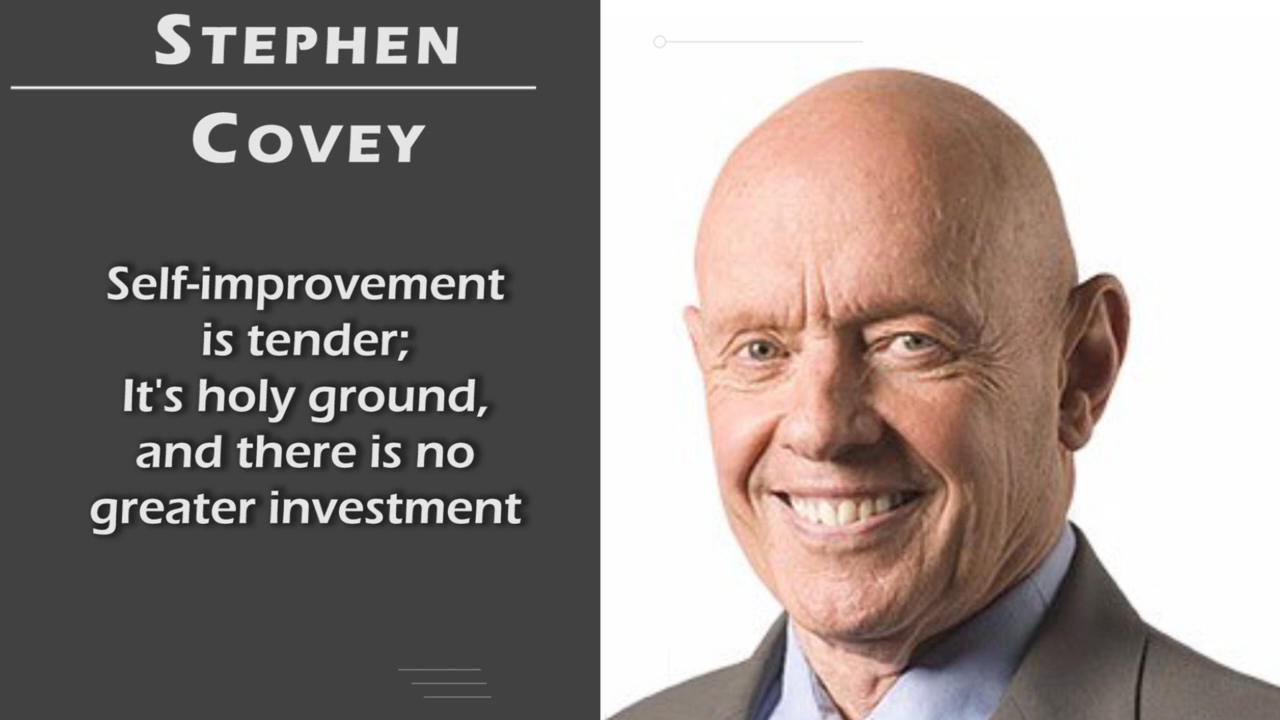 STEPHEN
COVEY
Self-improvement
is tender;
It's holy ground,
and there is no
greater investment